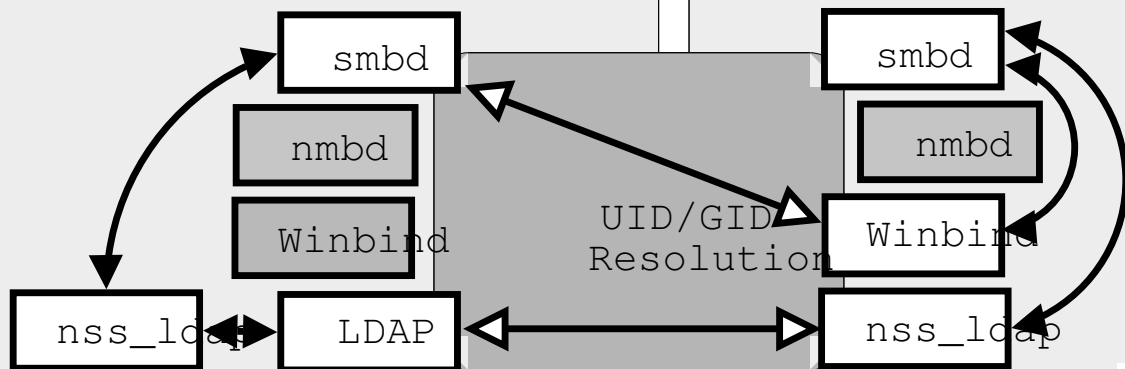 smbd
nmbd
Winbind
nss_ldap
LDAP
UID/GID
Resolution
smbd
nmbd
Winbind
nss_ldap